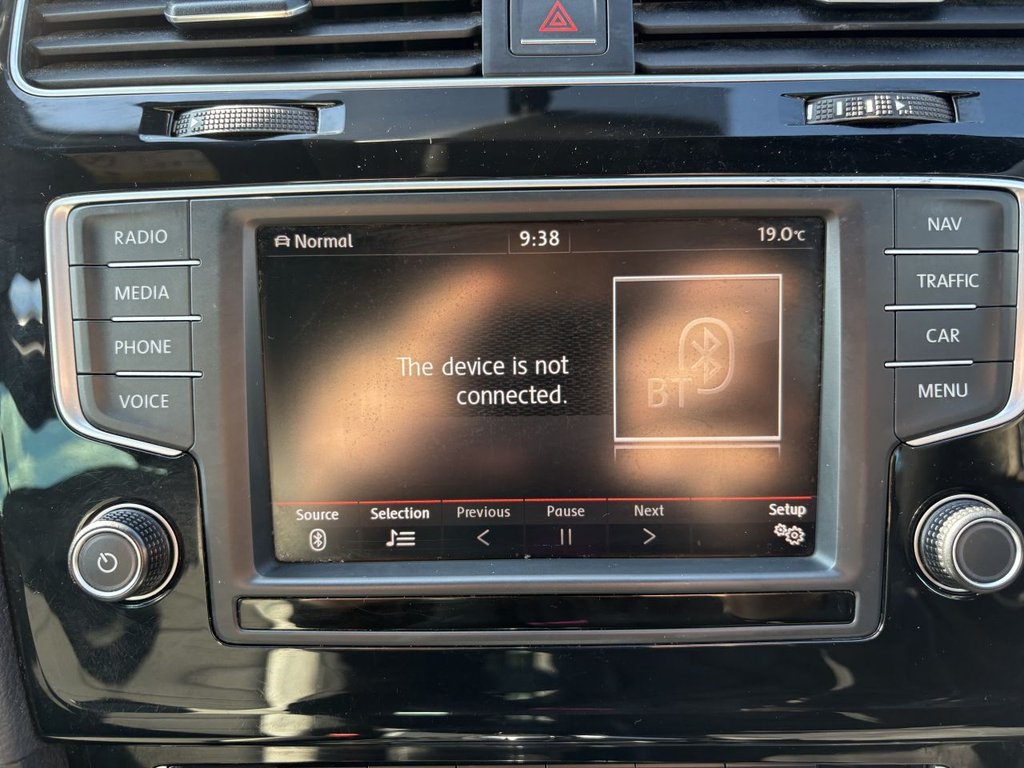 Normal 9:38 19.0°C
RADIO
MEDIA
PHONE
VOICE
The device is not
connected.
BT
NAV
TRAFFIC
CAR
MENU
Source Selection Previous Pause Next Setup